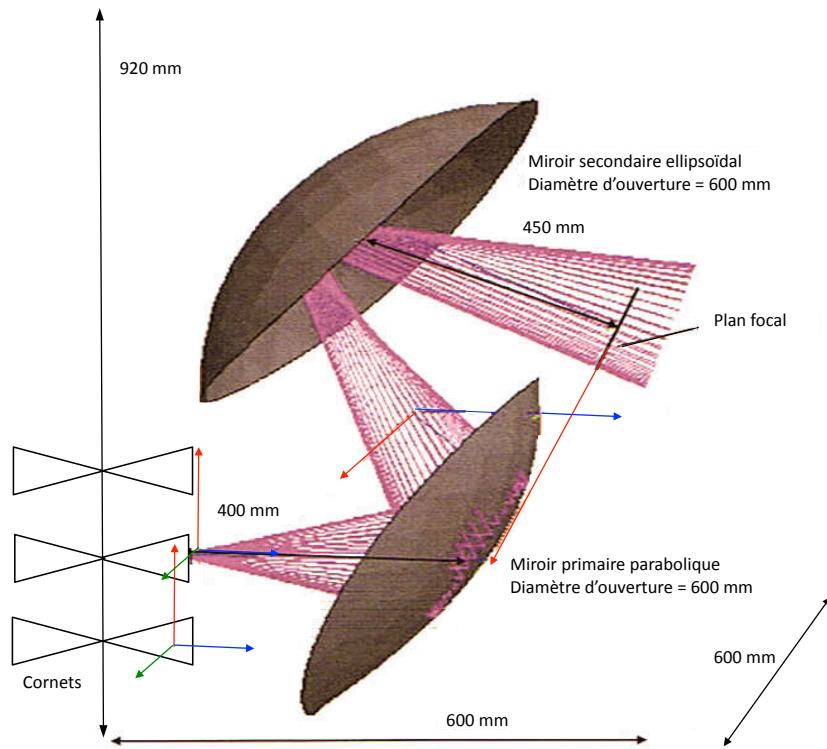 920 mm
Miroir secondaire ellipsoïdal
Diamètre d'ouverture = 600 mm
450 mm
Plan focal
400 mm
Miroir primaire parabolique
Diamètre d'ouverture = 600 mm
600 mm
Cornets
600 mm